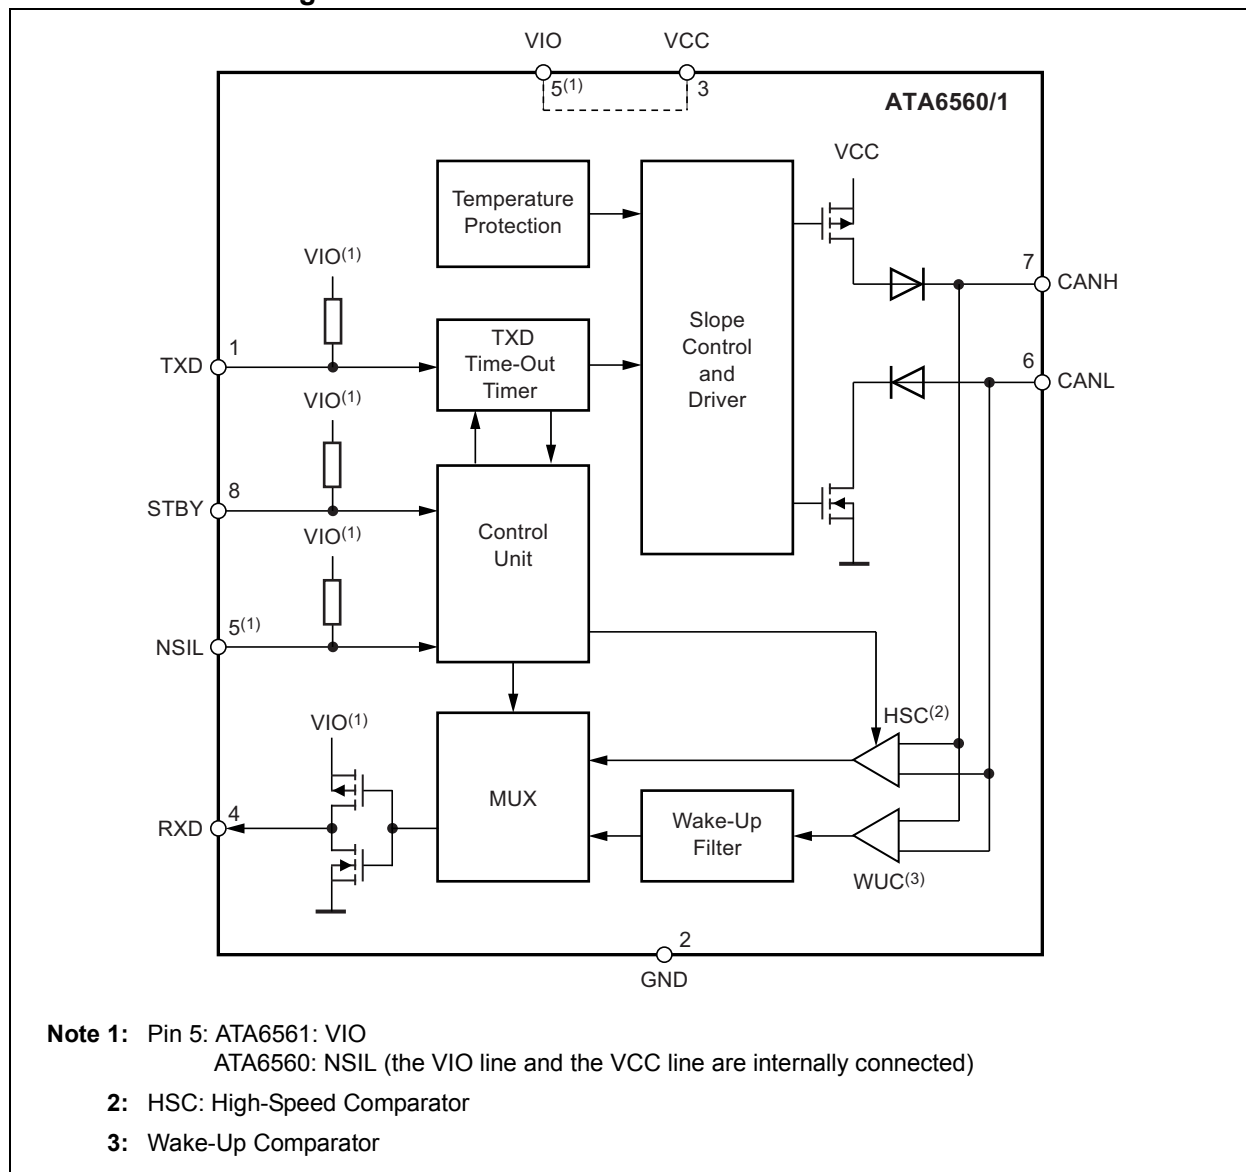 VIO
VCC
5(1)
3
ATA6560/1
VCC
Temperature
Protection
VIO(1)
7
CANH
TXD
Time-Out
Timer
Slope
Control
and
Driver
1
TXD
6
CANL
VIO(1)
8
STBY
Control
Unit
VIO(1)
5(1)
NSIL
HSC(2)
VIO(1)
MUX
4
RXD
Wake-Up
Filter
WUC(3)
2
GND
Note 1: Pin 5: ATA6561: VIO
ATA6560: NSIL (the VIO line and the VCC line are internally connected)
2: HSC: High-Speed Comparator
3: Wake-Up Comparator